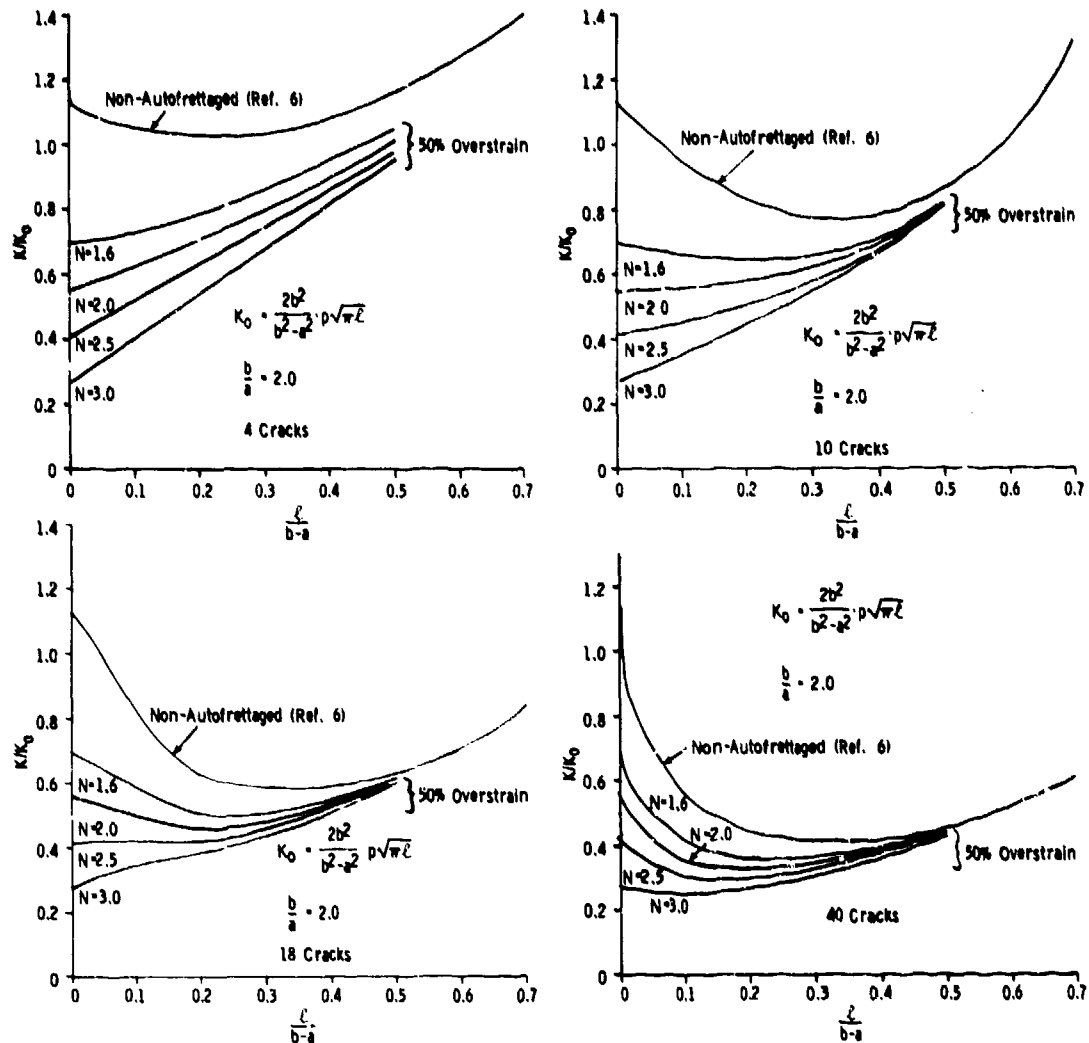 1.4
1.2
1.0
0.8
0.6
0.4
0.2
0
K/K₀
Non-Autofrettaged (Ref. 6)
50% Overstrain
N=1.6
N=2.0
N=2.5
N=3.0
K₀ = 2b²/(b²-a²) · p√πℓ
b/a = 2.0
4 Cracks
0 0.1 0.2 0.3 0.4 0.5 0.6 0.7
ℓ/(b-a)
1.4
1.2
1.0
0.8
0.6
0.4
0.2
0
K/K₀
Non-Autofrettaged (Ref. 6)
50% Overstrain
N=1.6
N=2.0
N=2.5
N=3.0
K₀ = 2b²/(b²-a²) · p√πℓ
b/a = 2.0
10 Cracks
0 0.1 0.2 0.3 0.4 0.5 0.6 0.7
ℓ/(b-a)
1.4
1.2
1.0
0.8
0.6
0.4
0.2
0
K/K₀
Non-Autofrettaged (Ref. 6)
50% Overstrain
N=1.6
N=2.0
N=2.5
N=3.0
K₀ = 2b²/(b²-a²) p√πℓ
b/a = 2.0
18 Cracks
0 0.1 0.2 0.3 0.4 0.5 0.6 0.7
ℓ/(b-a)
1.2
1.0
0.8
0.6
0.4
0.2
0
K/K₀
K₀ = 2b²/(b²-a²) · p√πℓ
b/a = 2.0
Non-Autofrettaged (Ref. 6)
N=1.6
N=2.0
N=2.5
N=3.0
50% Overstrain
40 Cracks
0 0.1 0.2 0.3 0.4 0.5 0.6 0.7
ℓ/(b-a)